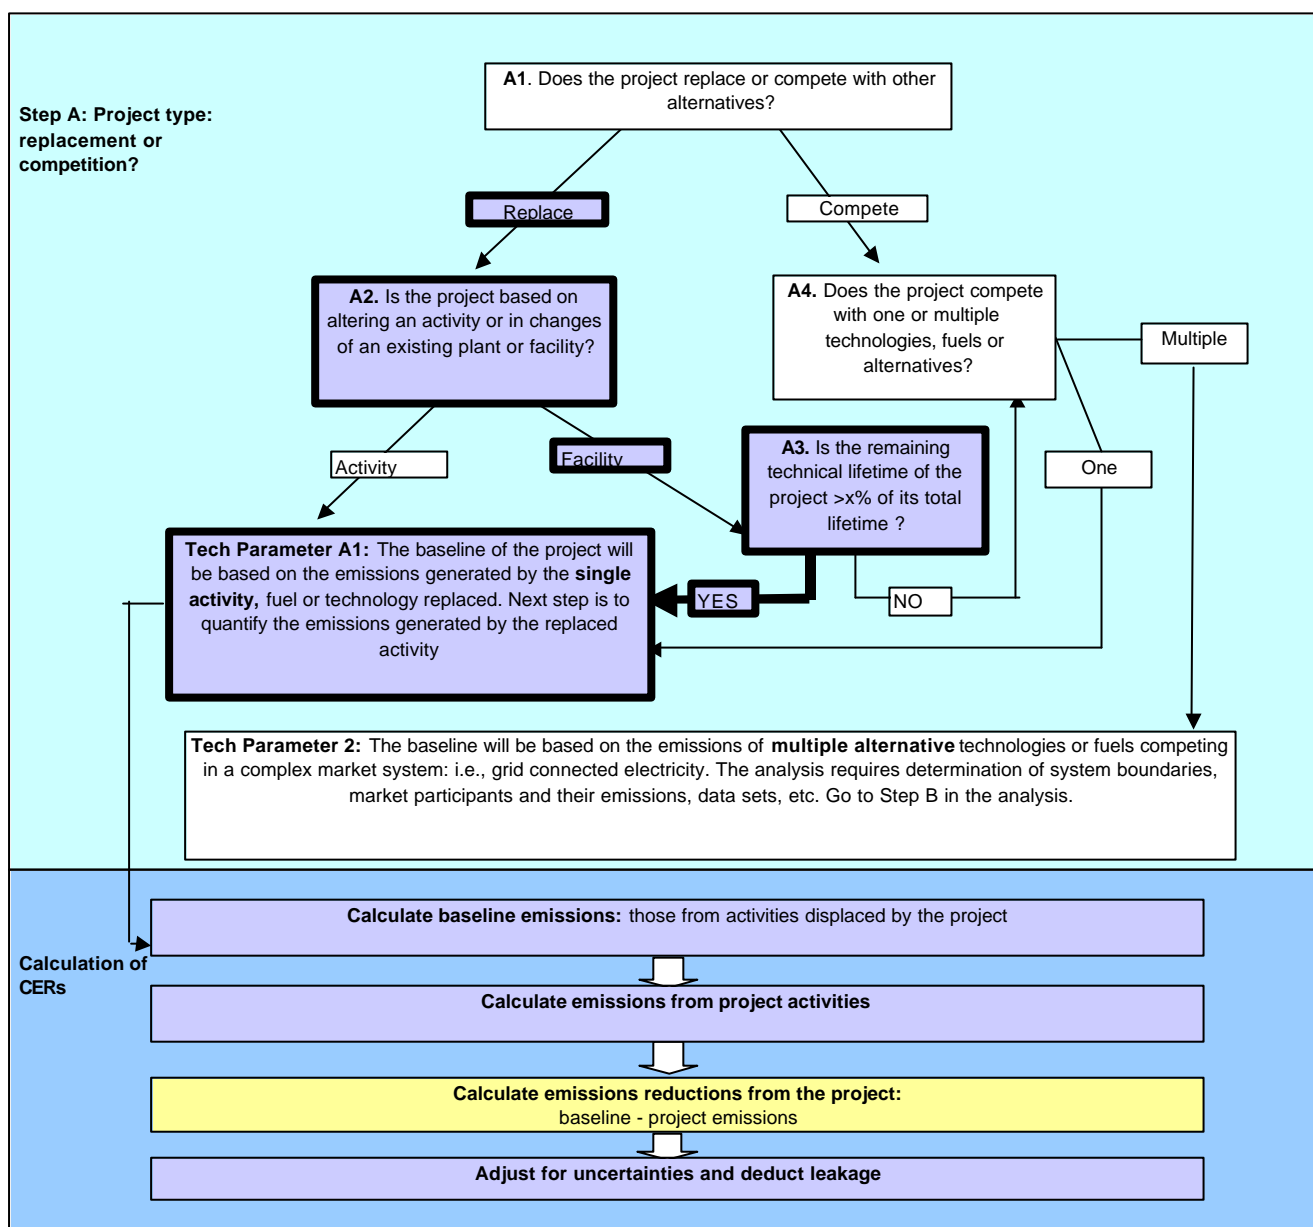 A1. Does the project replace or compete with other
alternatives?
Step A: Project type:
replacement or
competition?
Replace
Compete
A2. Is the project based on
altering an activity or in changes
of an existing plant or facility?
A4. Does the project compete
with one or multiple
technologies, fuels or
alternatives?
Multiple
Activity
Facility
A3. Is the remaining
technical lifetime of the
project >x% of its total
lifetime ?
One
Tech Parameter A1: The baseline of the project will
be based on the emissions generated by the single
activity, fuel or technology replaced. Next step is to
quantify the emissions generated by the replaced
activity
YES
NO
Tech Parameter 2: The baseline will be based on the emissions of multiple alternative technologies or fuels competing
in a complex market system: i.e., grid connected electricity. The analysis requires determination of system boundaries,
market participants and their emissions, data sets, etc. Go to Step B in the analysis.
Calculate baseline emissions: those from activities displaced by the project
Calculation of
CERs
Calculate emissions from project activities
Calculate emissions reductions from the project:
baseline - project emissions
Adjust for uncertainties and deduct leakage